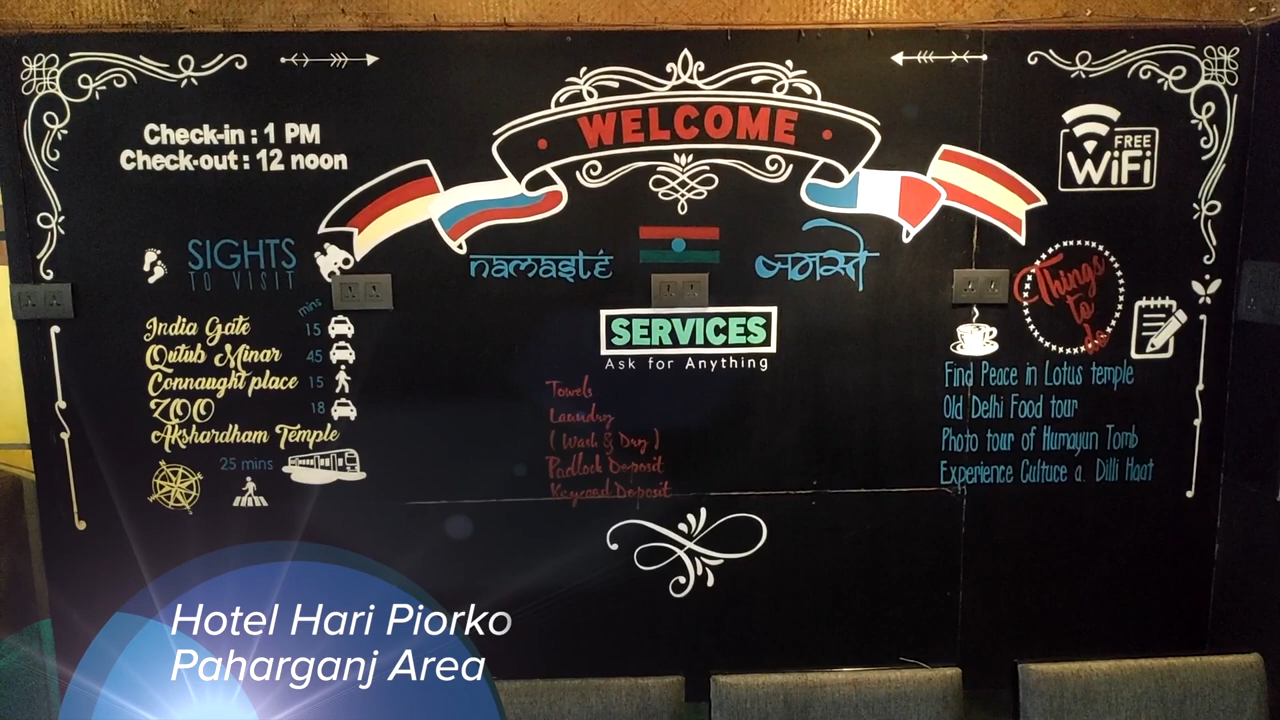 WELCOME
Check-in : 1 PM
Check-out : 12 noon
FREE
WiFi
namasté
नमस्ते
SIGHTS
TO VISIT
mins
India Gate 15
Qutub Minar 45
Connaught place 15
ZOO 18
Akshardham Temple
25 mins
SERVICES
Ask for Anything
Towels
Laundry
( Wash & Dry )
Padlock Deposit
Keycard Deposit
Things
to
do
Find Peace in Lotus temple
Old Delhi Food tour
Photo tour of Humayun Tomb
Experience Culture a. Dilli Haat
Hotel Hari Piorko
Paharganj Area